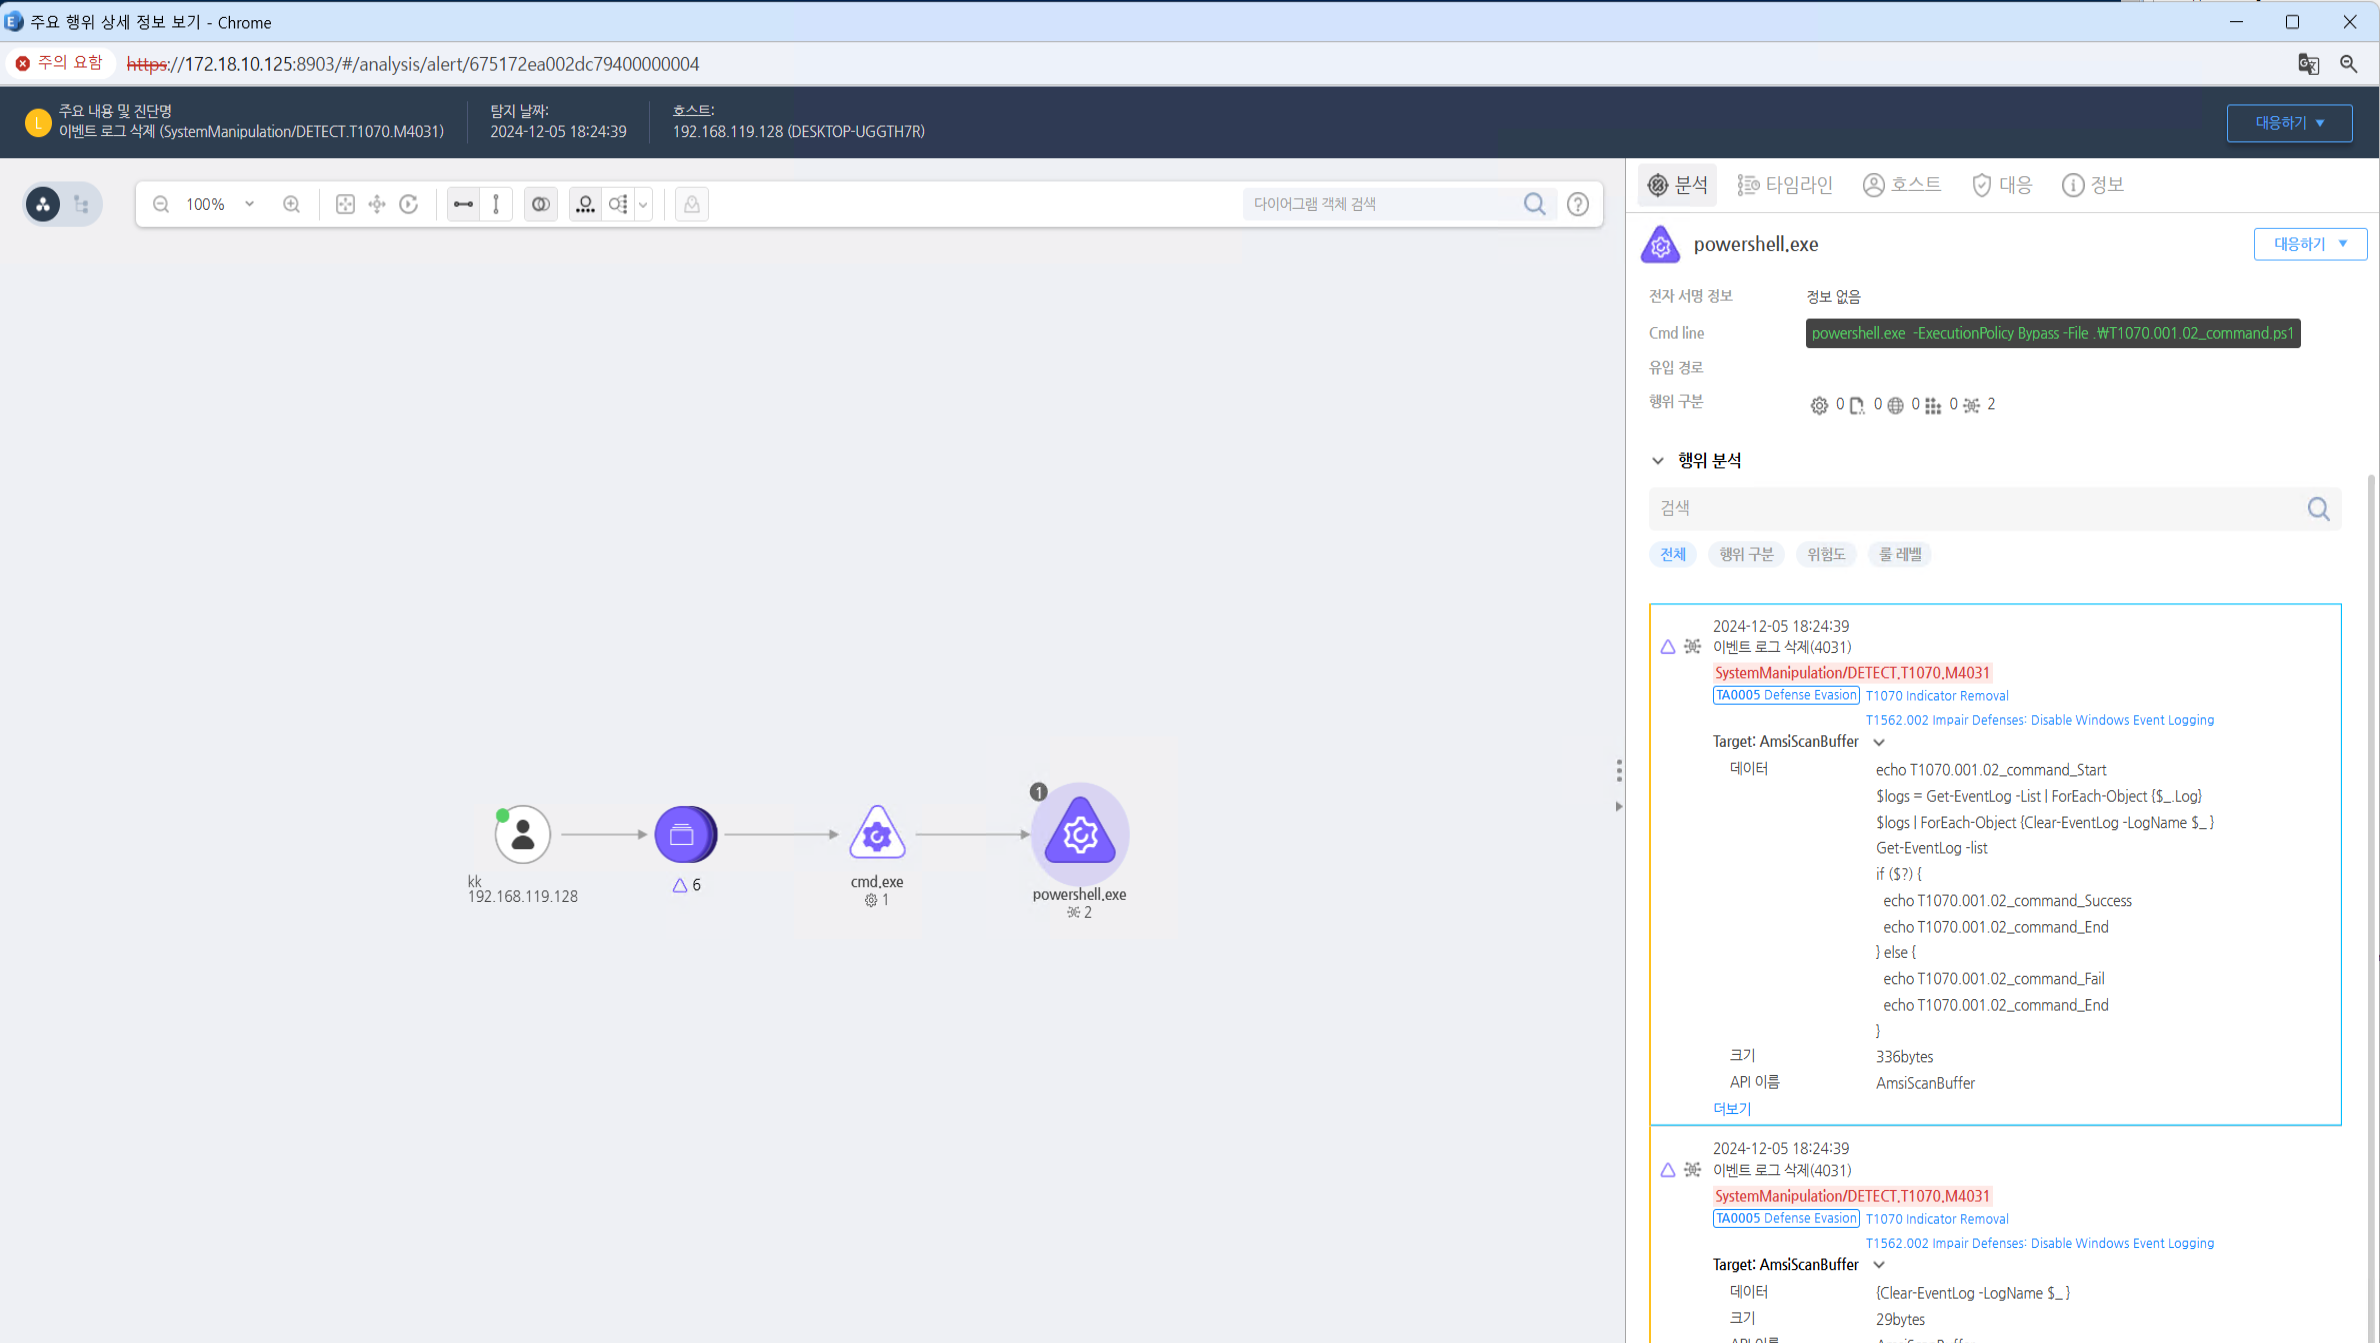 주요 행위 상세 정보 보기 - Chrome
주의 요함
https://172.18.10.125:8903/#/analysis/alert/675172ea002dc79400000004
L
주요 내용 및 진단명
이벤트 로그 삭제 (SystemManipulation/DETECT.T1070.M4031)
탐지 날짜:
2024-12-05 18:24:39
호스트:
192.168.119.128 (DESKTOP-UGGTH7R)
대응하기
100%
다이어그램 객체 검색
kk
192.168.119.128
6
cmd.exe
1
1
powershell.exe
2
분석
타임라인
호스트
대응
정보
powershell.exe
대응하기
전자 서명 정보
정보 없음
Cmd line
powershell.exe -ExecutionPolicy Bypass -File .₩T1070.001.02_command.ps1
유입 경로
행위 구분
0 0 0 0 2
행위 분석
검색
전체
행위 구분
위험도
룰 레벨
2024-12-05 18:24:39
이벤트 로그 삭제(4031)
SystemManipulation/DETECT.T1070.M4031
TA0005 Defense Evasion T1070 Indicator Removal
T1562.002 Impair Defenses: Disable Windows Event Logging
Target: AmsiScanBuffer
데이터
echo T1070.001.02_command_Start
$logs = Get-EventLog -List | ForEach-Object {$_.Log}
$logs | ForEach-Object {Clear-EventLog -LogName $_ }
Get-EventLog -list
if ($?) {
echo T1070.001.02_command_Success
echo T1070.001.02_command_End
} else {
echo T1070.001.02_command_Fail
echo T1070.001.02_command_End
}
크기
336bytes
API 이름
AmsiScanBuffer
더보기
2024-12-05 18:24:39
이벤트 로그 삭제(4031)
SystemManipulation/DETECT.T1070.M4031
TA0005 Defense Evasion T1070 Indicator Removal
T1562.002 Impair Defenses: Disable Windows Event Logging
Target: AmsiScanBuffer
데이터
{Clear-EventLog -LogName $_ }
크기
29bytes